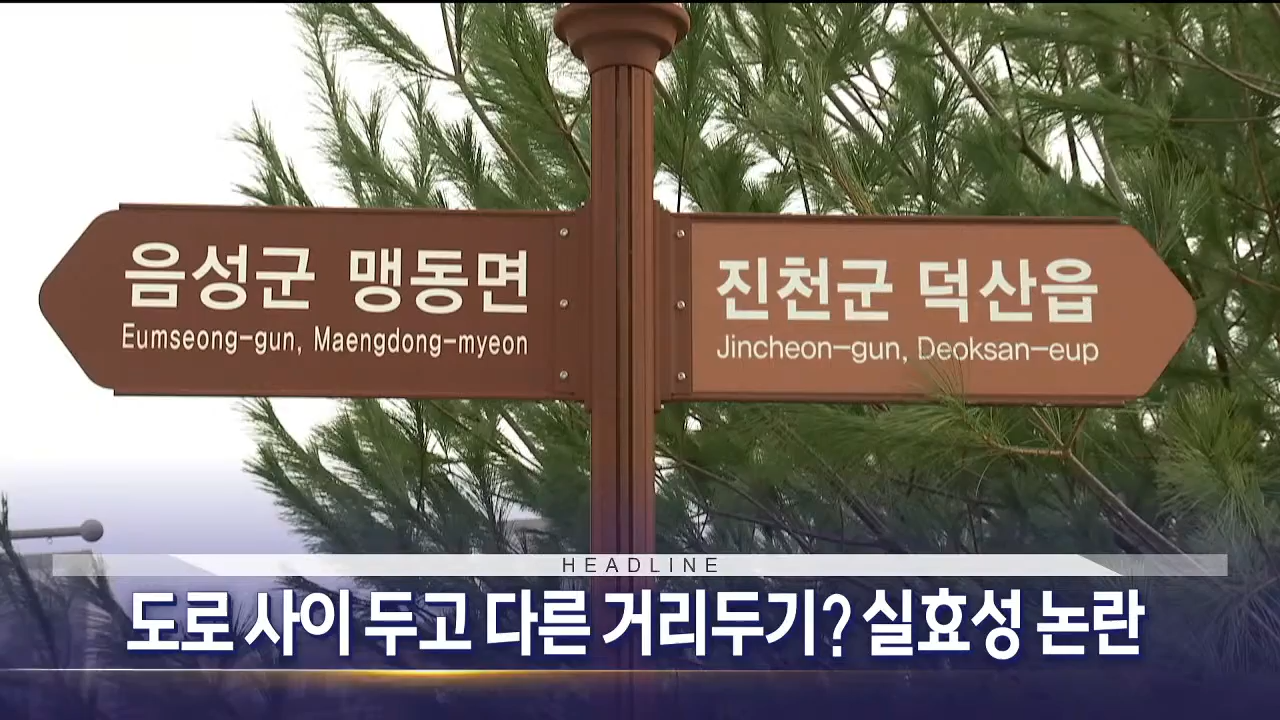 음성군 맹동면
Eumseong-gun, Maengdong-myeon
진천군 덕산읍
Jincheon-gun, Deoksan-eup
HEADLINE
도로 사이 두고 다른 거리두기? 실효성 논란